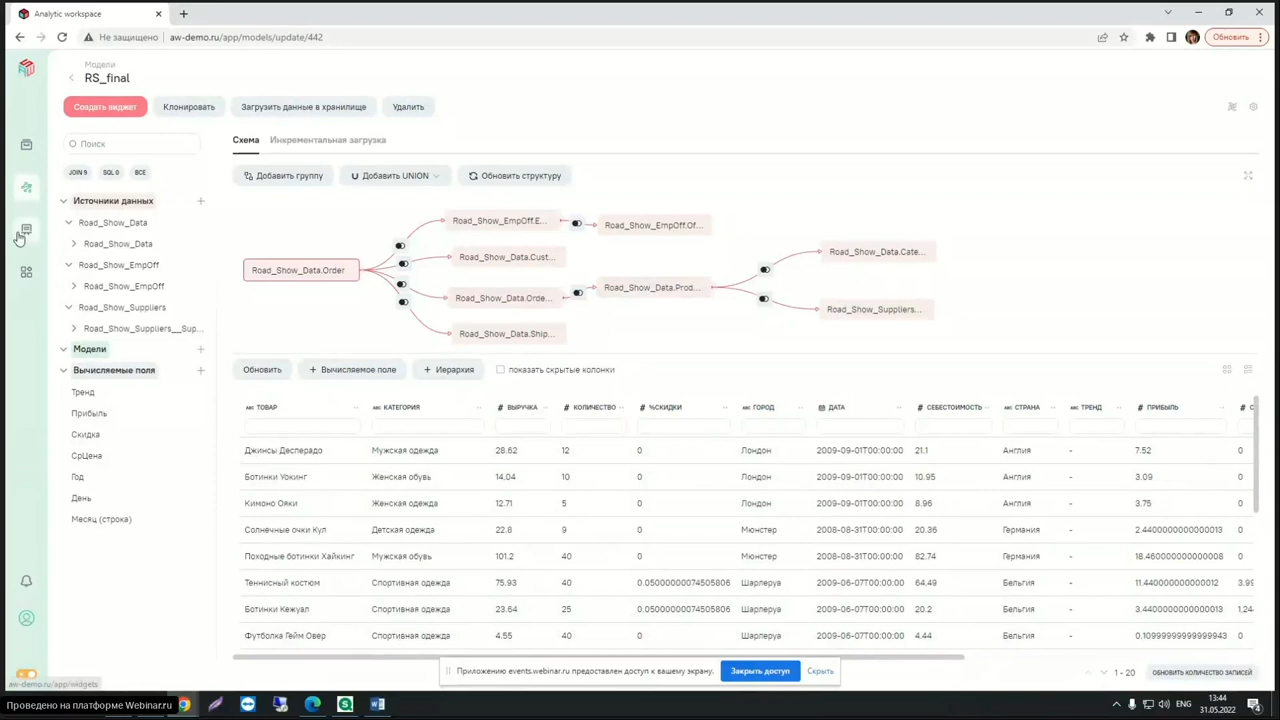 Analytic workspace
Не защищено aw-demo.ru/app/models/update/442
Обновить
Модели
RS_final
Создать виджет
Клонировать
Загрузить данные в хранилище
Удалить
Поиск
JOIN 9
SQL 0
ВСЕ
Источники данных
Road_Show_Data
Road_Show_Data
Road_Show_EmpOff
Road_Show_EmpOff
Road_Show_Suppliers
Road_Show_Suppliers__Sup...
Модели
Вычисляемые поля
Тренд
Прибыль
Скидка
СрЦена
Год
День
Месяц (строка)
Схема
Инкрементальная загрузка
Добавить группу
Добавить UNION
Обновить структуру
Road_Show_Data.Order
Road_Show_EmpOff.E...
Road_Show_EmpOff.Of...
Road_Show_Data.Cust...
Road_Show_Data.Orde...
Road_Show_Data.Prod...
Road_Show_Data.Ship...
Road_Show_Data.Cate...
Road_Show_Suppliers...
Обновить
+ Вычисляемое поле
+ Иерархия
показать скрытые колонки
ABC ТОВАР ABC КАТЕГОРИЯ # ВЫРУЧКА # КОЛИЧЕСТВО # %СКИДКИ ABC ГОРОД ДАТА # СЕБЕСТОИМОСТЬ ABC СТРАНА ABC ТРЕНД # ПРИБЫЛЬ # С
Джинсы Десперадо Мужская одежда 28.62 12 0 Лондон 2009-09-01T00:00:00 21.1 Англия - 7.52 0
Ботинки Уокинг Женская обувь 14.04 10 0 Лондон 2009-09-01T00:00:00 10.95 Англия - 3.09 0
Кимоно Ояки Женская одежда 12.71 5 0 Лондон 2009-09-01T00:00:00 8.96 Англия - 3.75 0
Солнечные очки Кул Детская одежда 22.8 9 0 Мюнстер 2008-08-31T00:00:00 20.36 Германия - 2.4400000000000013 0
Походные ботинки Хайкинг Мужская обувь 101.2 40 0 Мюнстер 2008-08-31T00:00:00 82.74 Германия - 18.460000000000008 0
Теннисный костюм Спортивная одежда 75.93 40 0.05000000074505806 Шарлеруа 2009-06-07T00:00:00 64.49 Бельгия - 11.440000000000012 3.99
Ботинки Кежуал Спортивная одежда 23.64 25 0.05000000074505806 Шарлеруа 2009-06-07T00:00:00 20.2 Бельгия - 3.4400000000000013 1.24
Футболка Гейм Овер Спортивная одежда 4.55 40 0 Шарлеруа 2009-06-07T00:00:00 4.44 Бельгия - 0.10999999999999943 0
Приложению events.webinar.ru предоставлен доступ к вашему экрану.
Закрыть доступ
Скрыть
1 - 20
ОБНОВИТЬ КОЛИЧЕСТВО ЗАПИСЕЙ
aw-demo.ru/app/widgets
Проведено на платформе Webinar.ru
ENG
13:44
31.05.2022